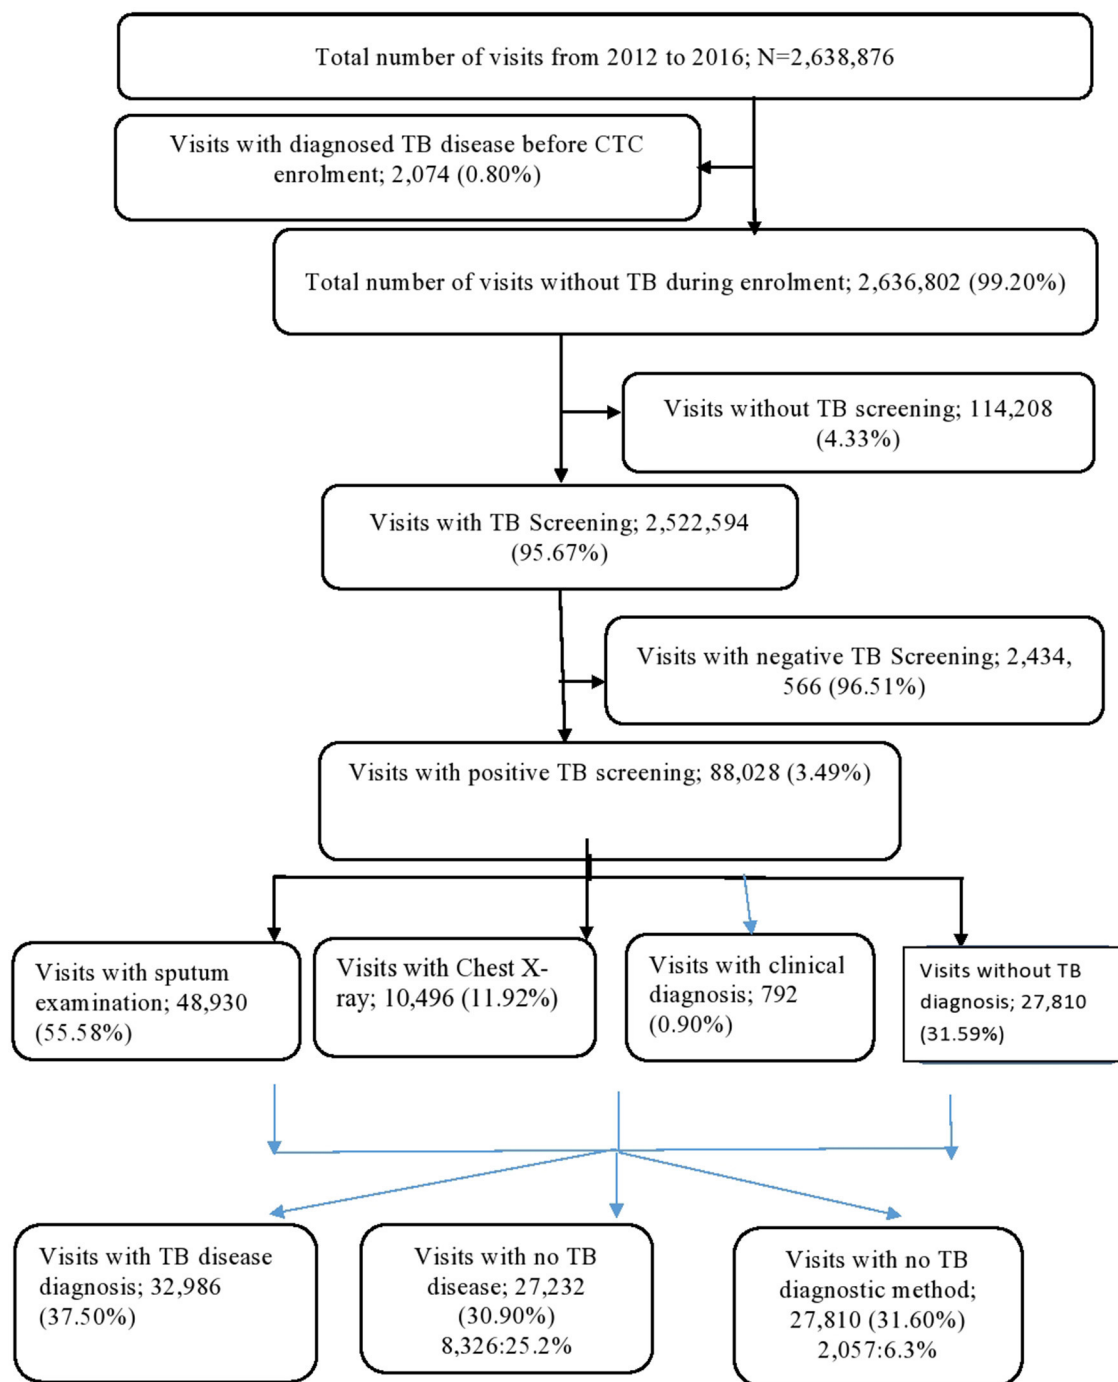 Total number of visits from 2012 to 2016; N=2,638,876
Visits with diagnosed TB disease before CTC
enrolment; 2,074 (0.80%)
Total number of visits without TB during enrolment; 2,636,802 (99.20%)
Visits without TB screening; 114,208
(4.33%)
Visits with TB Screening; 2,522,594
(95.67%)
Visits with negative TB Screening; 2,434,
566 (96.51%)
Visits with positive TB screening; 88,028 (3.49%)
Visits with sputum
examination; 48,930
(55.58%)
Visits with Chest X-
ray; 10,496 (11.92%)
Visits with clinical
diagnosis; 792
(0.90%)
Visits without TB
diagnosis; 27,810
(31.59%)
Visits with TB disease
diagnosis; 32,986
(37.50%)
Visits with no TB
disease; 27,232
(30.90%)
8,326:25.2%
Visits with no TB
diagnostic method;
27,810 (31.60%)
2,057:6.3%